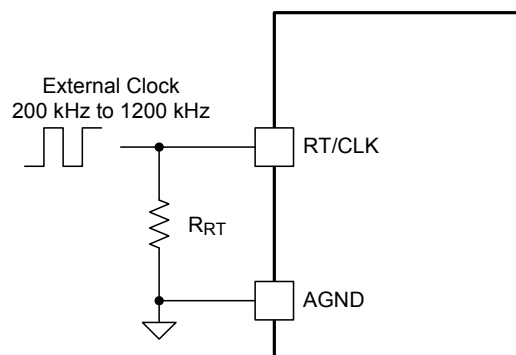 External Clock
200 kHz to 1200 kHz
RT/CLK
RRT
AGND